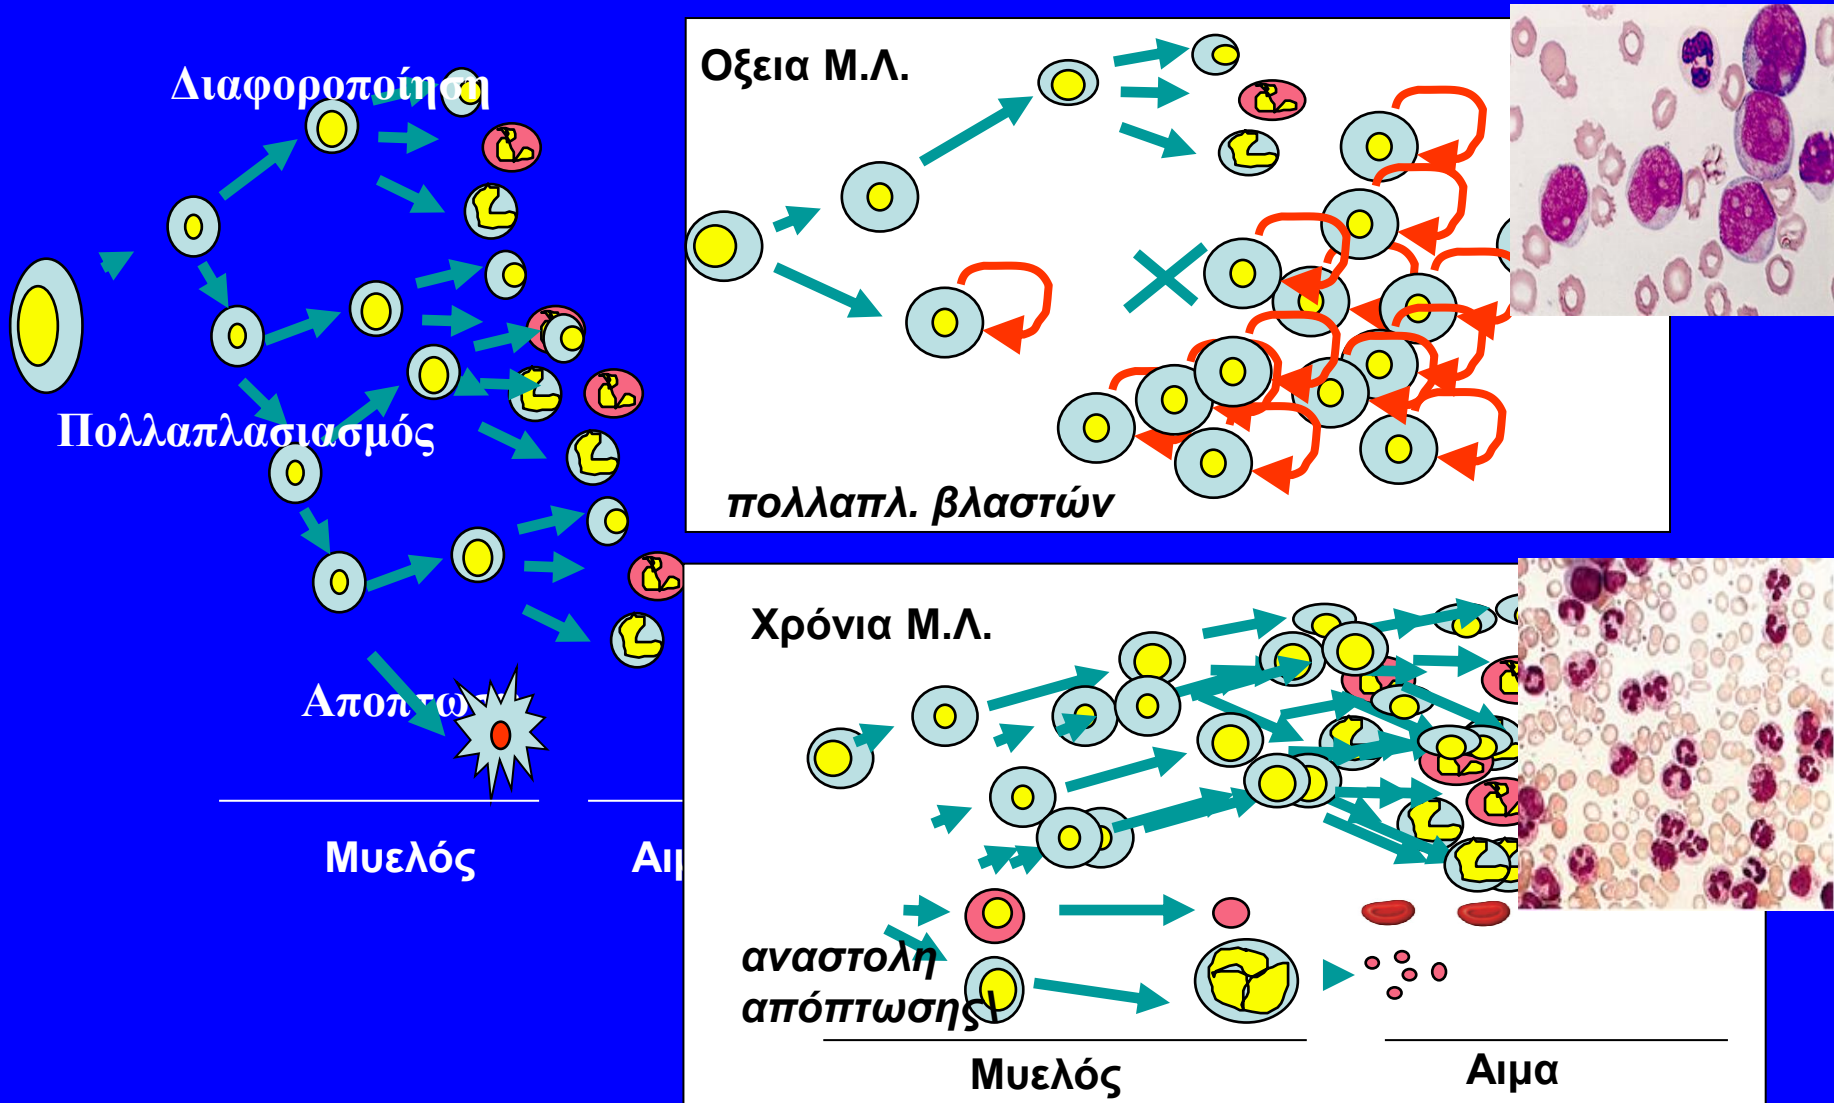 Διαφοροποίηση
Πολλαπλασιασμός
Μυελός
Οξεια Μ.Λ.
πολλαπλ. βλαστών
Χρόνια Μ.Λ.
αναστολη
απόπτωσης\
Μυελός
Αιμα